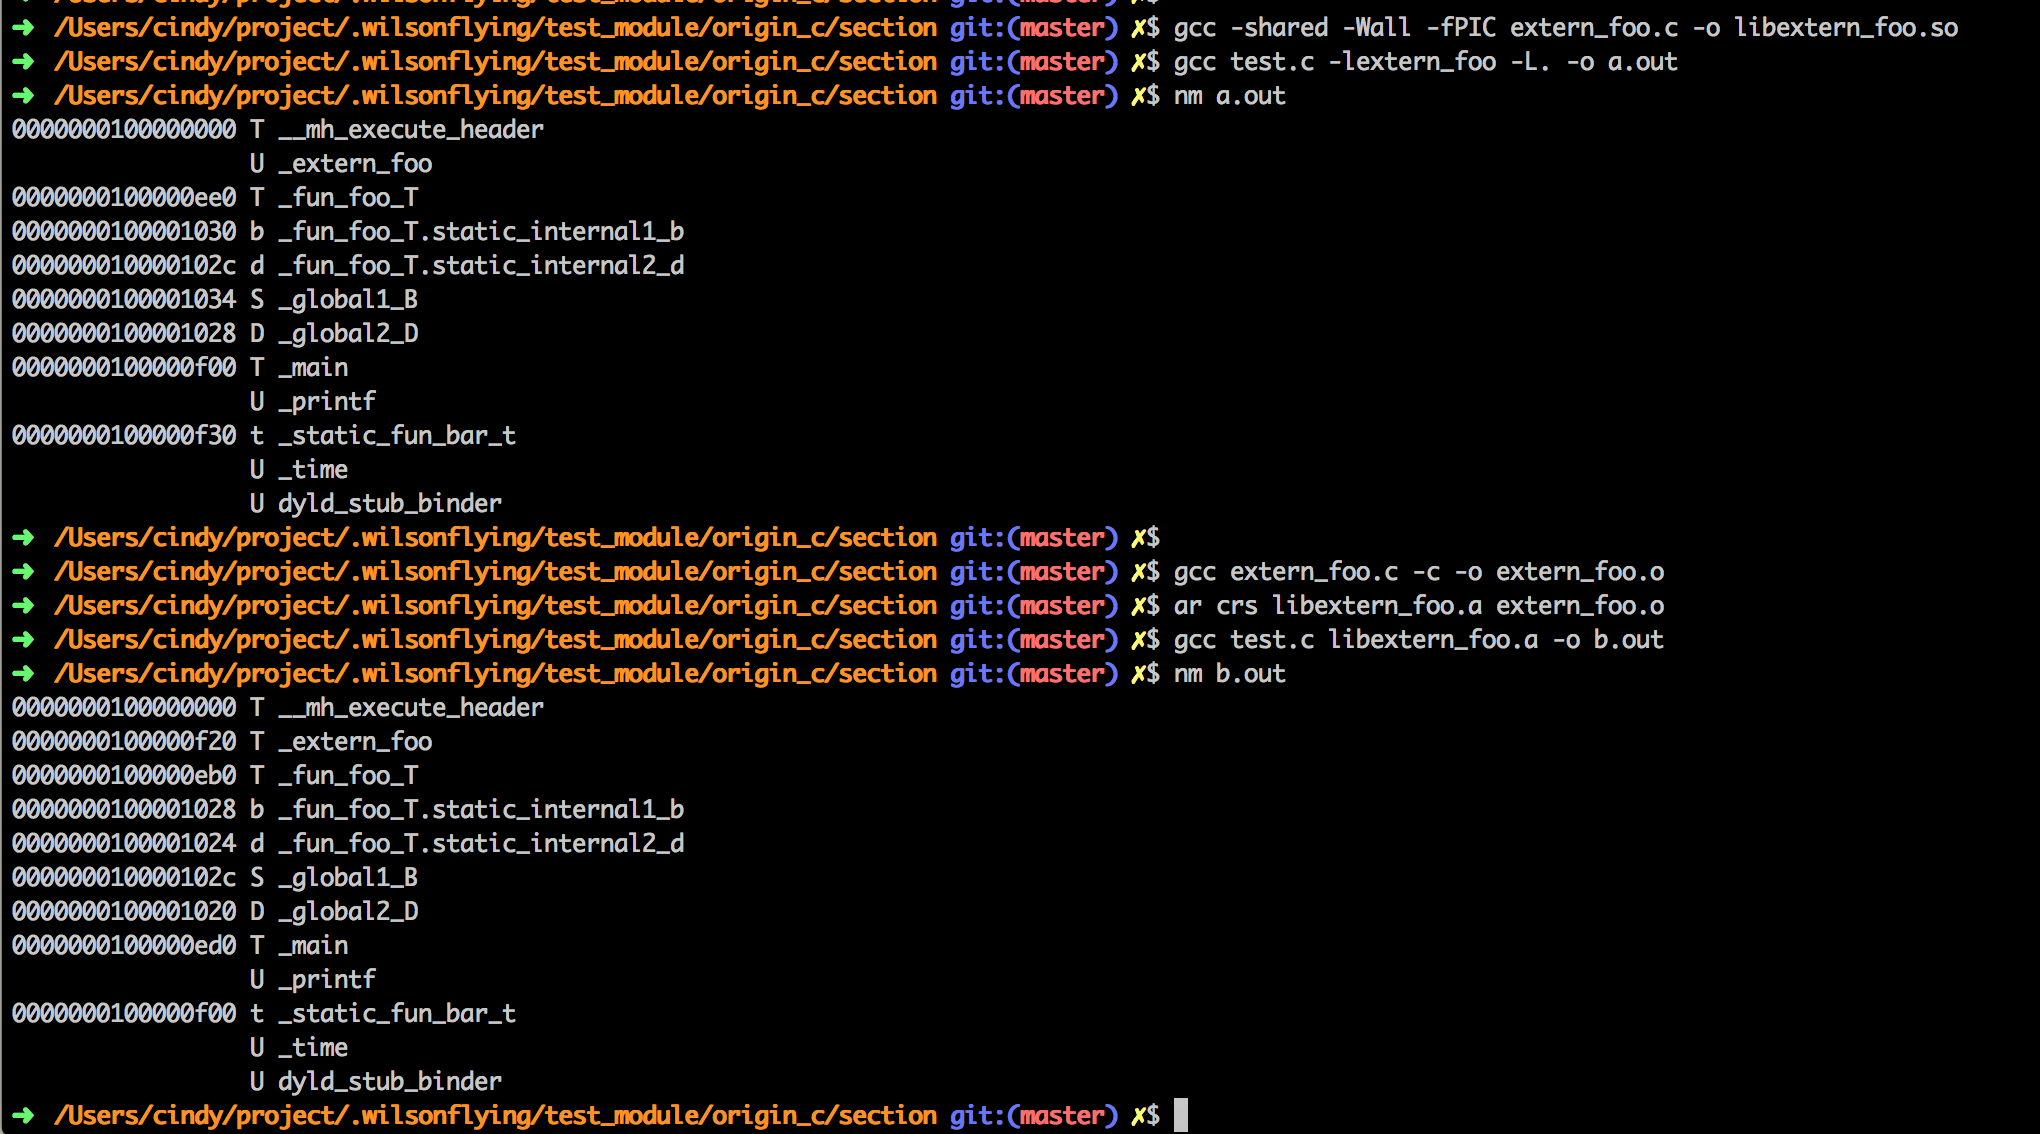 ➜ /Users/cindy/project/.wilsonflying/test_module/origin_c/section git:(master) ✗$ gcc -shared -Wall -fPIC extern_foo.c -o libextern_foo.so
➜ /Users/cindy/project/.wilsonflying/test_module/origin_c/section git:(master) ✗$ gcc test.c -lextern_foo -L. -o a.out
➜ /Users/cindy/project/.wilsonflying/test_module/origin_c/section git:(master) ✗$ nm a.out
0000000100000000 T __mh_execute_header
U _extern_foo
0000000100000ee0 T _fun_foo_T
0000000100001030 b _fun_foo_T.static_internal1_b
000000010000102c d _fun_foo_T.static_internal2_d
0000000100001034 S _global1_B
0000000100001028 D _global2_D
0000000100000f00 T _main
U _printf
0000000100000f30 t _static_fun_bar_t
U _time
U dyld_stub_binder
➜ /Users/cindy/project/.wilsonflying/test_module/origin_c/section git:(master) ✗$
➜ /Users/cindy/project/.wilsonflying/test_module/origin_c/section git:(master) ✗$ gcc extern_foo.c -c -o extern_foo.o
➜ /Users/cindy/project/.wilsonflying/test_module/origin_c/section git:(master) ✗$ ar crs libextern_foo.a extern_foo.o
➜ /Users/cindy/project/.wilsonflying/test_module/origin_c/section git:(master) ✗$ gcc test.c libextern_foo.a -o b.out
➜ /Users/cindy/project/.wilsonflying/test_module/origin_c/section git:(master) ✗$ nm b.out
0000000100000000 T __mh_execute_header
0000000100000f20 T _extern_foo
0000000100000eb0 T _fun_foo_T
0000000100001028 b _fun_foo_T.static_internal1_b
0000000100001024 d _fun_foo_T.static_internal2_d
000000010000102c S _global1_B
0000000100001020 D _global2_D
0000000100000ed0 T _main
U _printf
0000000100000f00 t _static_fun_bar_t
U _time
U dyld_stub_binder
➜ /Users/cindy/project/.wilsonflying/test_module/origin_c/section git:(master) ✗$